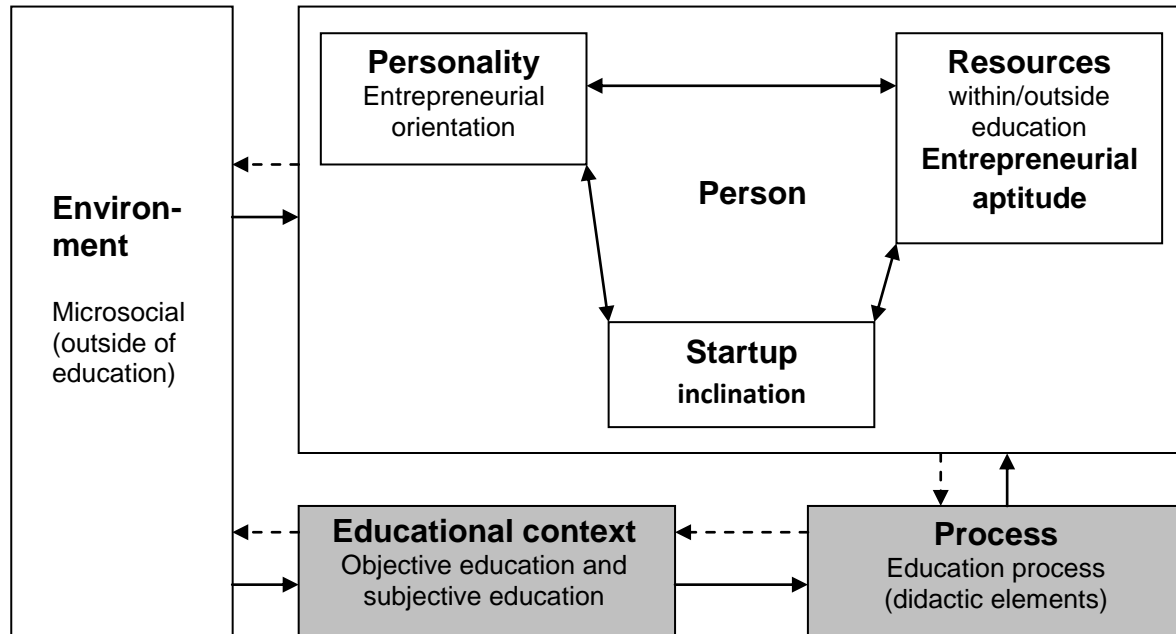 Environ-
ment
Microsocial
(outside of
education)
Personality
Entrepreneurial
orientation
Resources
within/outside
education
Entrepreneurial
aptitude
Person
Startup
inclination
Educational context
Objective education and
subjective education
Process
Education process
(didactic elements)